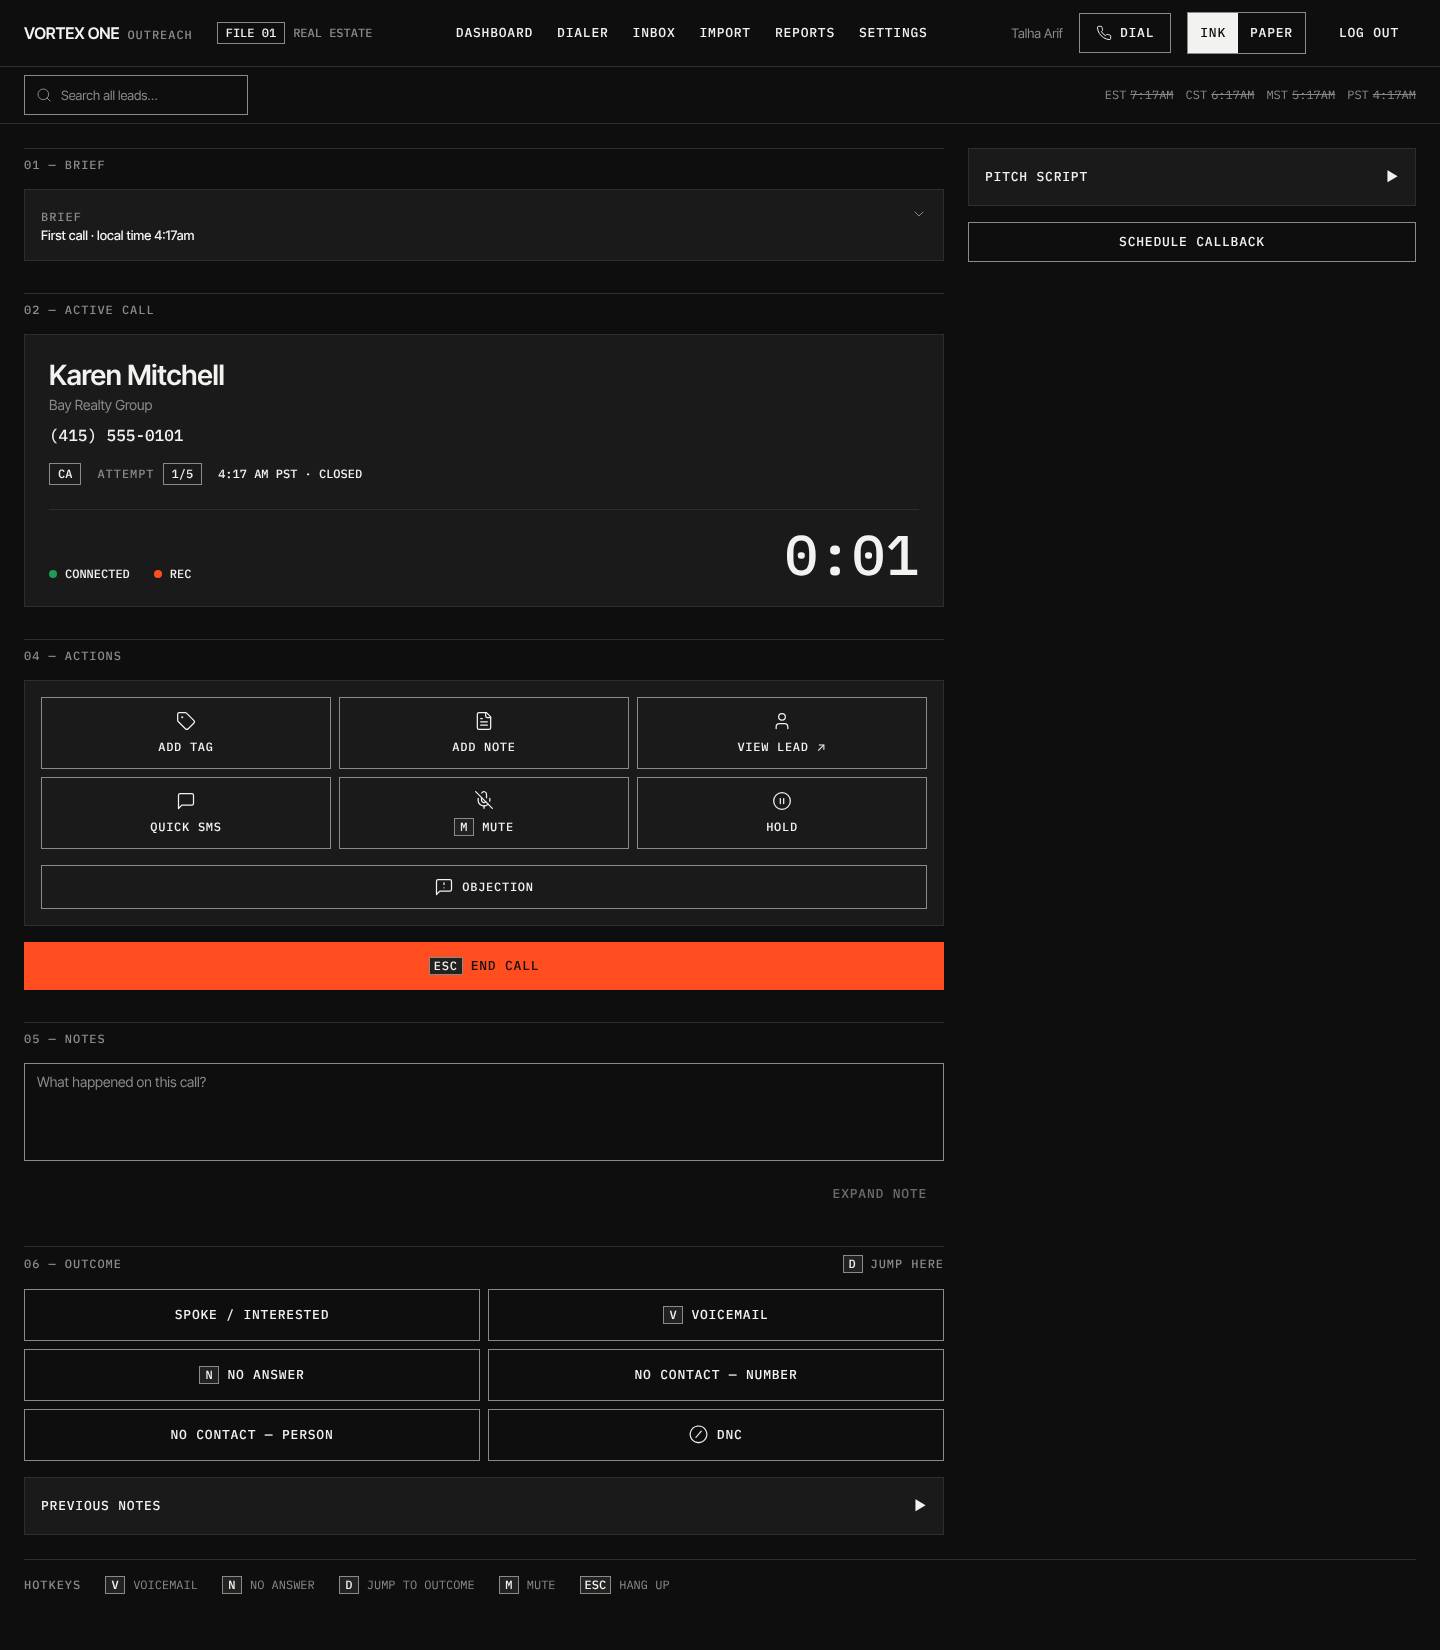 VORTEX ONE OUTREACH FILE 01 REAL ESTATE DASHBOARD DIALER INBOX IMPORT REPORTS SETTINGS Talha Arif DIAL INK PAPER LOG OUT
Search all leads... EST 7:17AM CST 6:17AM MST 5:17AM PST 4:17AM
01 — BRIEF
BRIEF
First call · local time 4:17am
PITCH SCRIPT
SCHEDULE CALLBACK
02 — ACTIVE CALL
Karen Mitchell
Bay Realty Group
(415) 555-0101
CA ATTEMPT 1/5 4:17 AM PST · CLOSED
CONNECTED REC 0:01
04 — ACTIONS
ADD TAG ADD NOTE VIEW LEAD ↗
QUICK SMS M MUTE HOLD
OBJECTION
ESC END CALL
05 — NOTES
What happened on this call?
EXPAND NOTE
06 — OUTCOME D JUMP HERE
SPOKE / INTERESTED V VOICEMAIL
N NO ANSWER NO CONTACT — NUMBER
NO CONTACT — PERSON DNC
PREVIOUS NOTES
HOTKEYS V VOICEMAIL N NO ANSWER D JUMP TO OUTCOME M MUTE ESC HANG UP